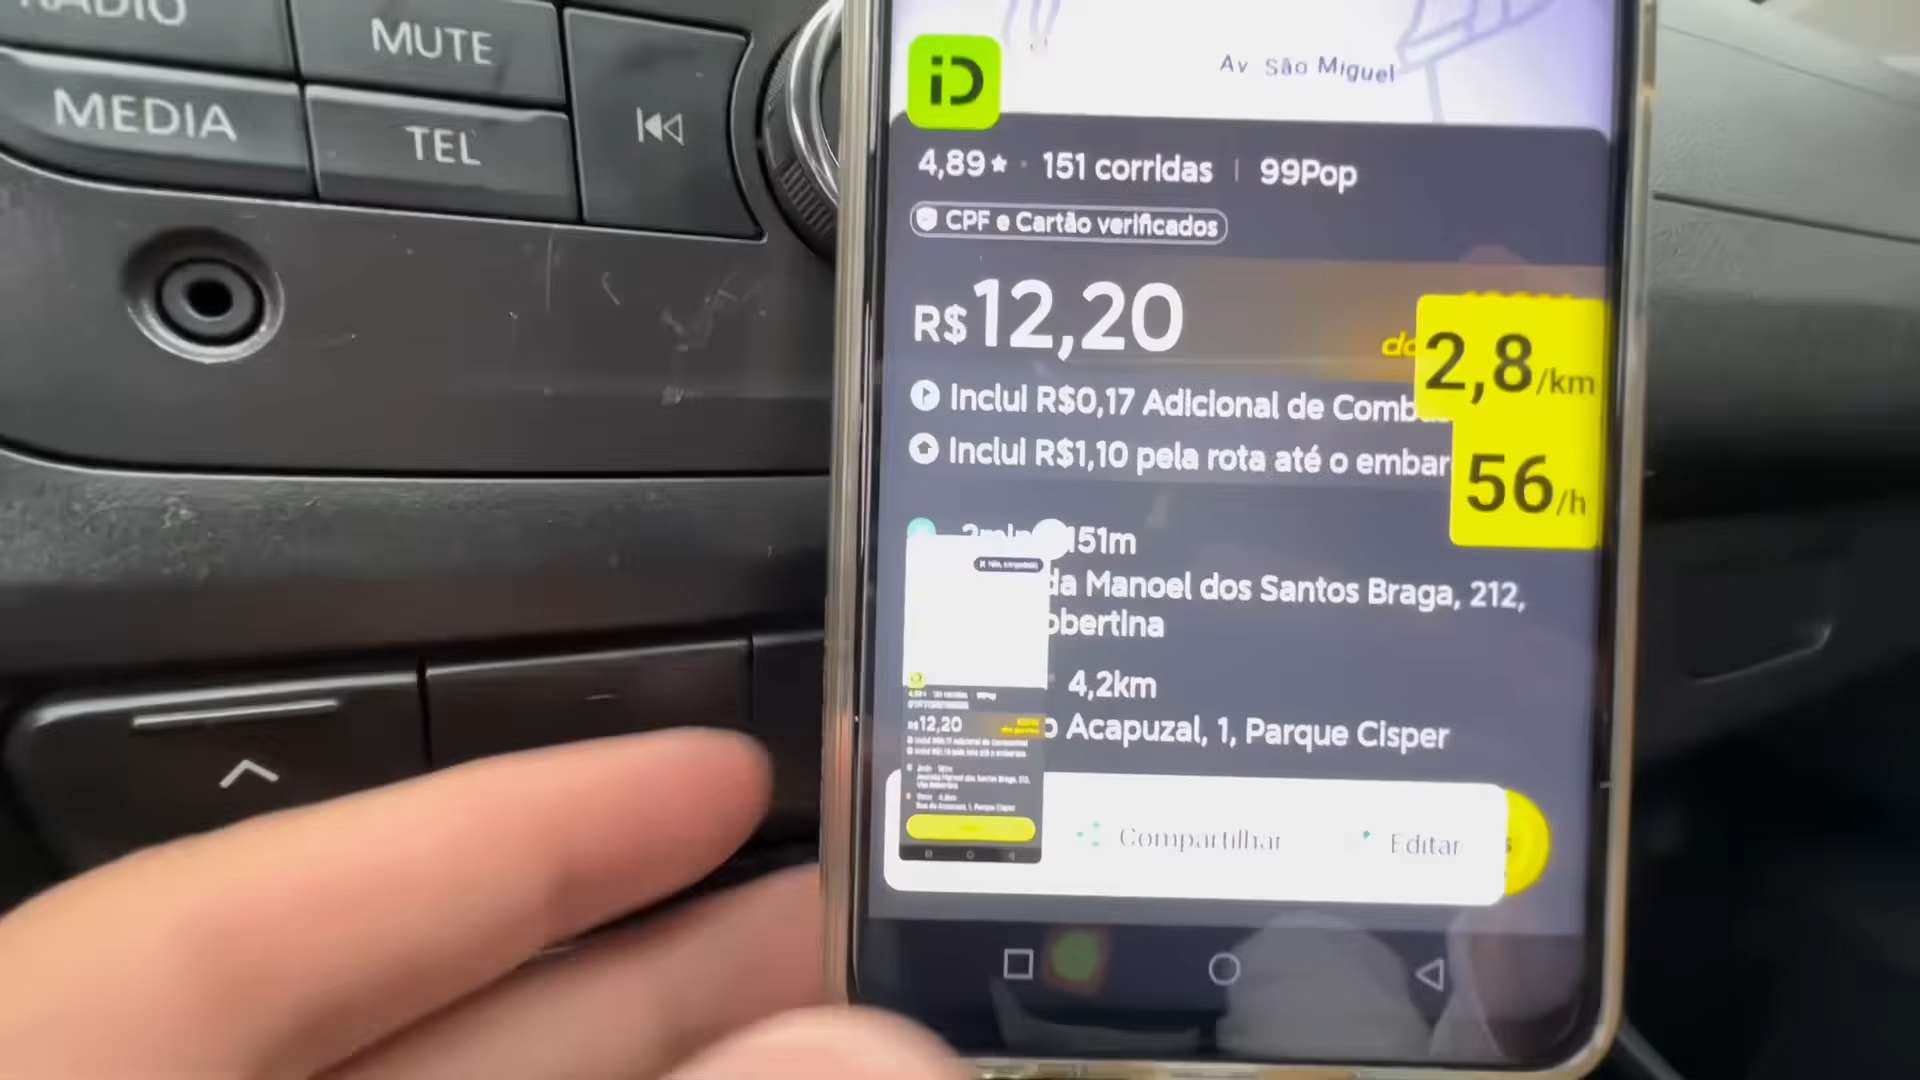 RADIO
MUTE
MEDIA
TEL
Av São Miguel
iD
4,89★ · 151 corridas | 99Pop
CPF e Cartão verificados
R$12,20
2,8/km
Inclui R$0,17 Adicional de Comb
56/h
Inclui R$1,10 pela rota até o embar
151m
da Manoel dos Santos Braga, 212,
obertina
4,2km
o Acapuzal, 1, Parque Cisper
R$12,20
Compartilhar
Editar